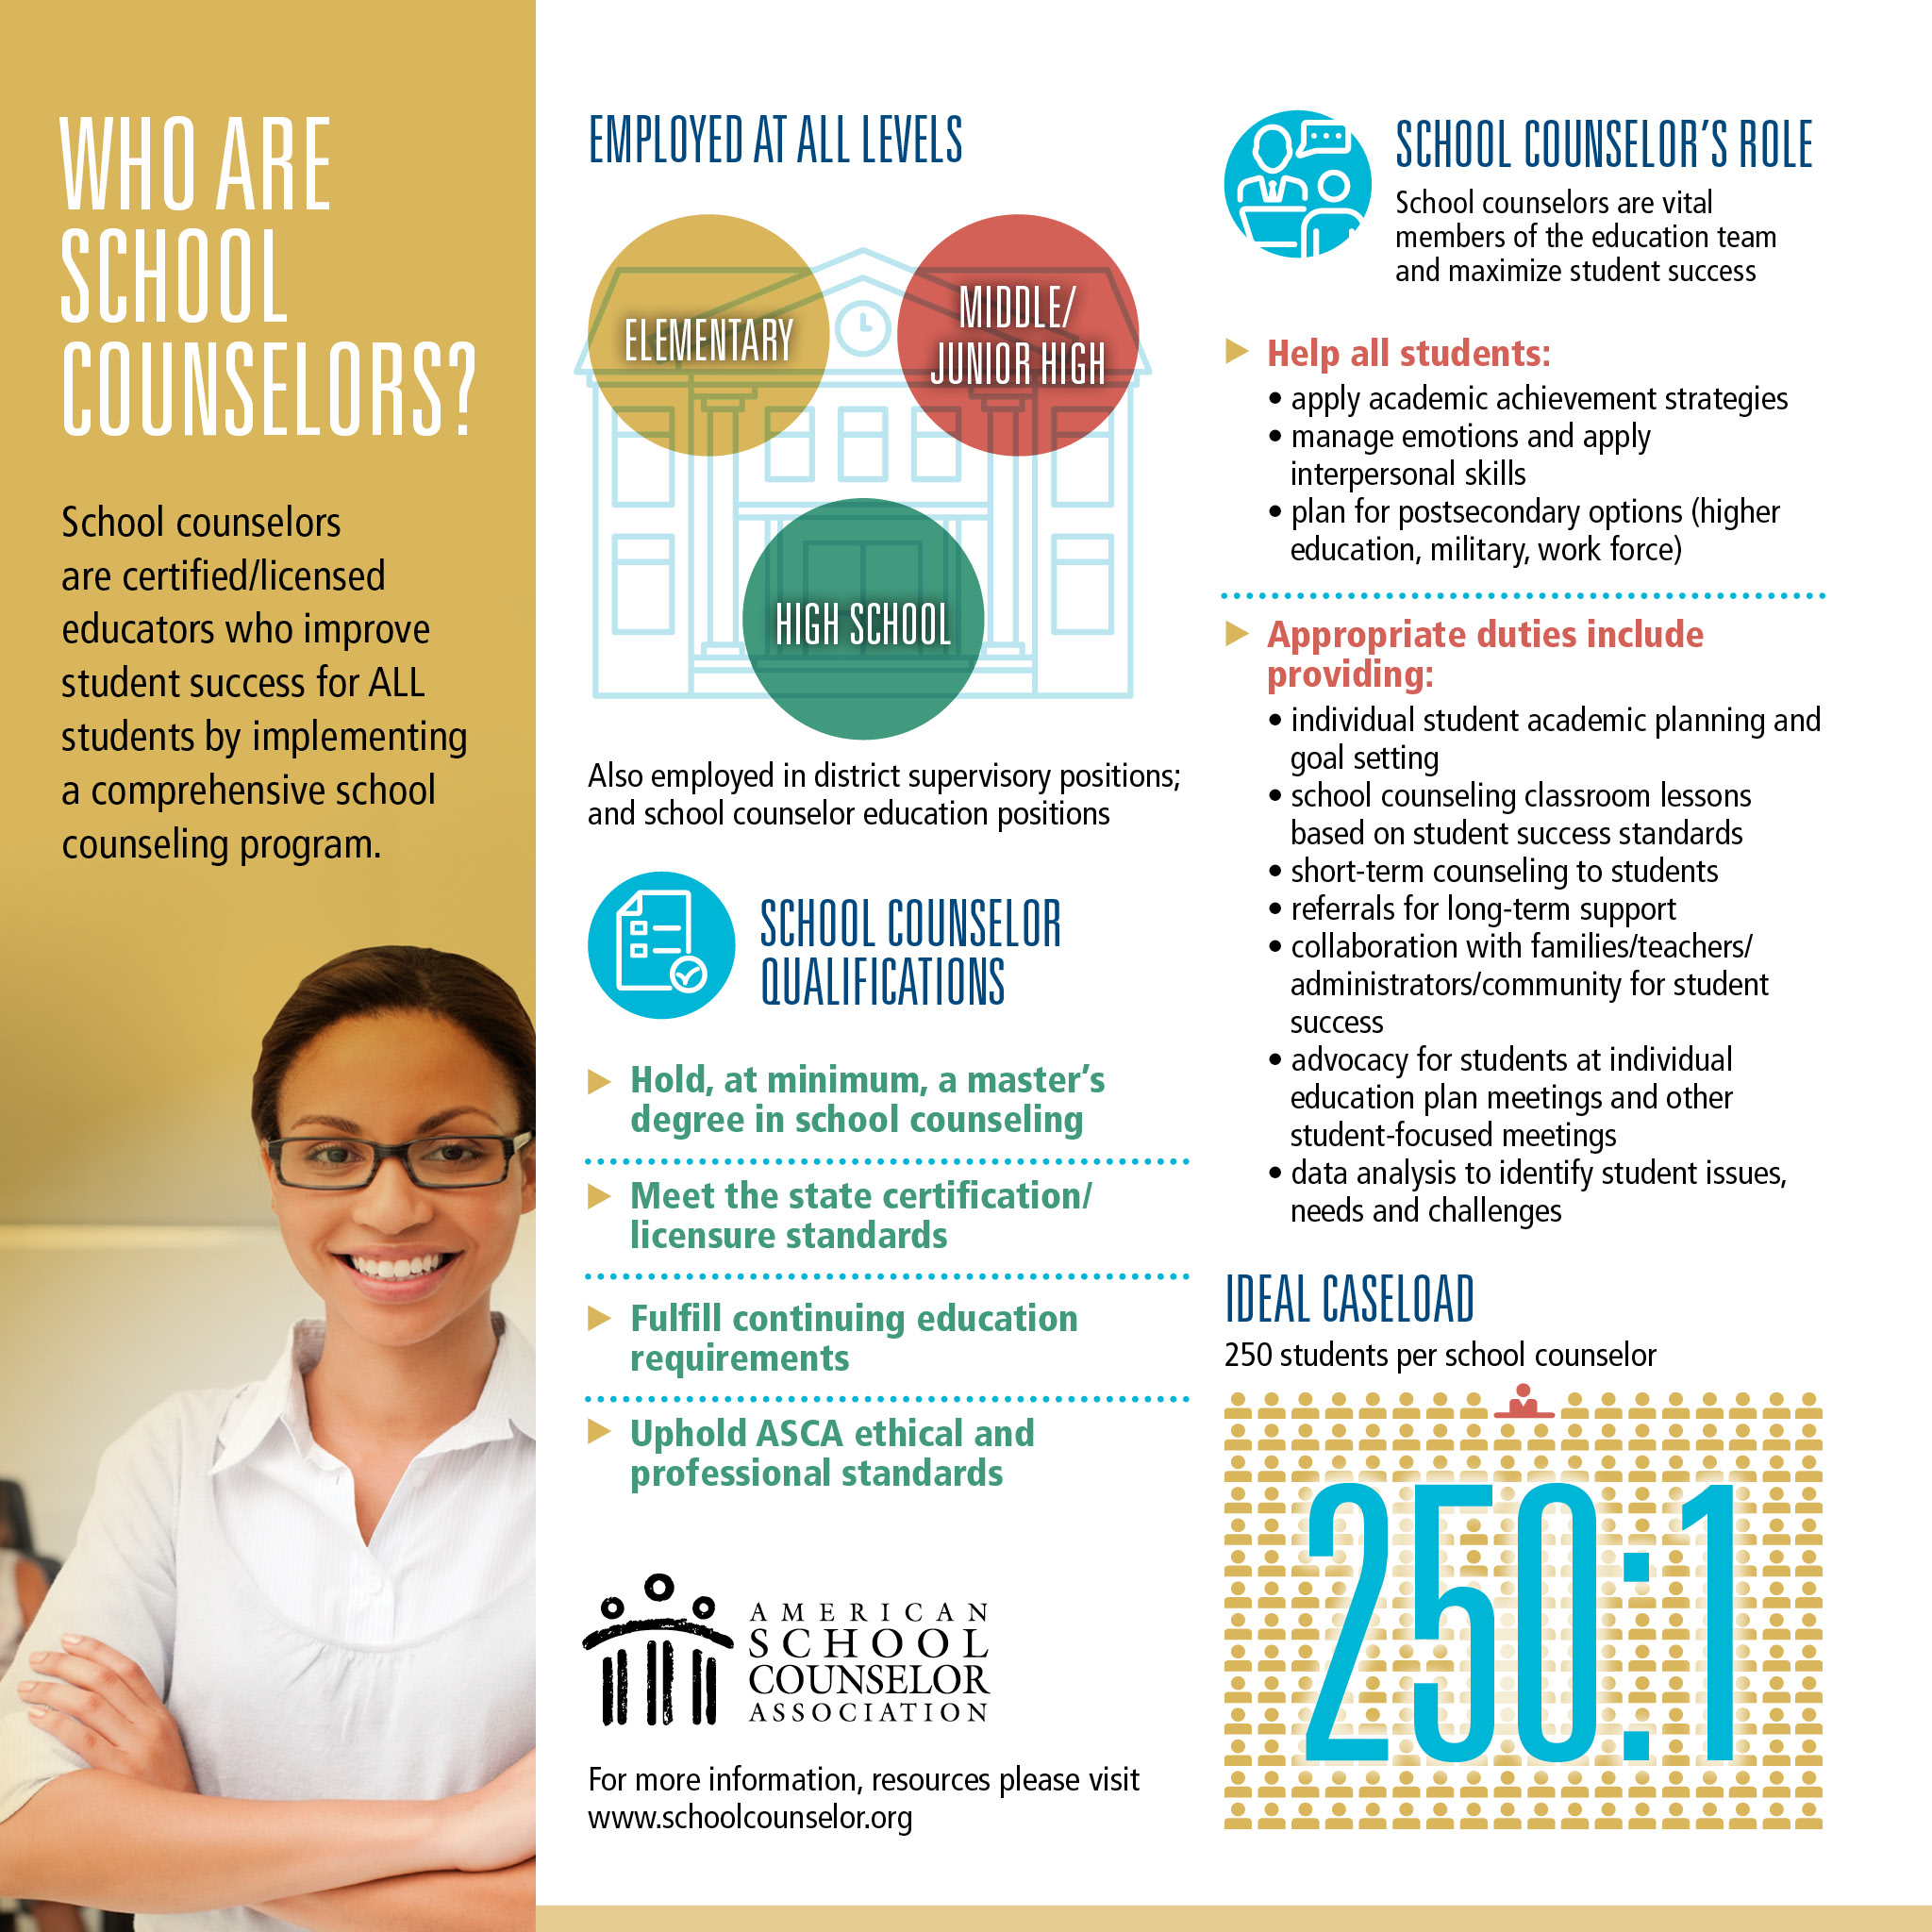 WHO ARE
SCHOOL
COUNSELORS?
School counselors
are certified/licensed
educators who improve
student success for ALL
students by implementing
a comprehensive school
counseling program.
EMPLOYED AT ALL LEVELS
ELEMENTARY
MIDDLE/
JUNIOR HIGH
HIGH SCHOOL
Also employed in district supervisory positions;
and school counselor education positions
SCHOOL COUNSELOR
QUALIFICATIONS
Hold, at minimum, a master’s
degree in school counseling
Meet the state certification/
licensure standards
Fulfill continuing education
requirements
Uphold ASCA ethical and
professional standards
AMERICAN
SCHOOL
COUNSELOR
ASSOCIATION
For more information, resources please visit
www.schoolcounselor.org
SCHOOL COUNSELOR’S ROLE
School counselors are vital
members of the education team
and maximize student success
Help all students:
• apply academic achievement strategies
• manage emotions and apply
interpersonal skills
• plan for postsecondary options (higher
education, military, work force)
Appropriate duties include
providing:
• individual student academic planning and
goal setting
• school counseling classroom lessons
based on student success standards
• short-term counseling to students
• referrals for long-term support
• collaboration with families/teachers/
administrators/community for student
success
• advocacy for students at individual
education plan meetings and other
student-focused meetings
• data analysis to identify student issues,
needs and challenges
IDEAL CASELOAD
250 students per school counselor
250:1